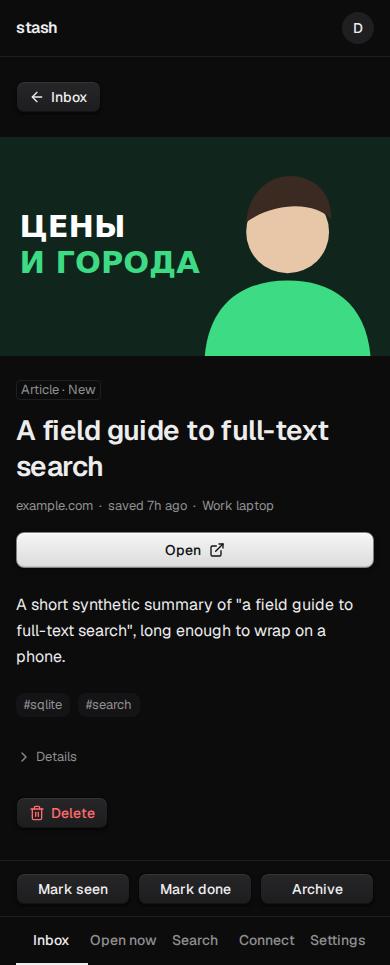 stash
D
Inbox
ЦЕНЫ
И ГОРОДА
Article · New
A field guide to full-text
search
example.com · saved 7h ago · Work laptop
Open
A short synthetic summary of "a field guide to
full-text search", long enough to wrap on a
phone.
#sqlite #search
Details
Delete
Mark seen Mark done Archive
Inbox Open now Search Connect Settings